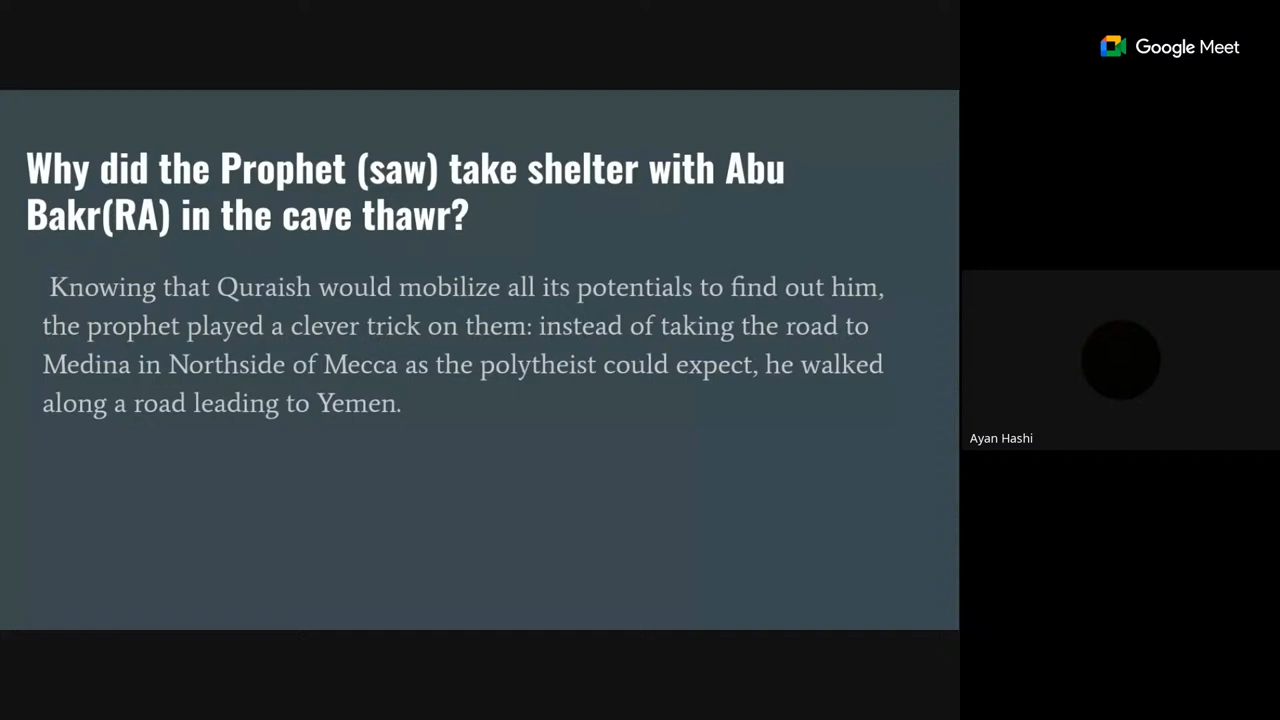 Google Meet
Why did the Prophet (saw) take shelter with Abu
Bakr(RA) in the cave thawr?
Knowing that Quraish would mobilize all its potentials to find out him,
the prophet played a clever trick on them: instead of taking the road to
Medina in Northside of Mecca as the polytheist could expect, he walked
along a road leading to Yemen.
Ayan Hashi